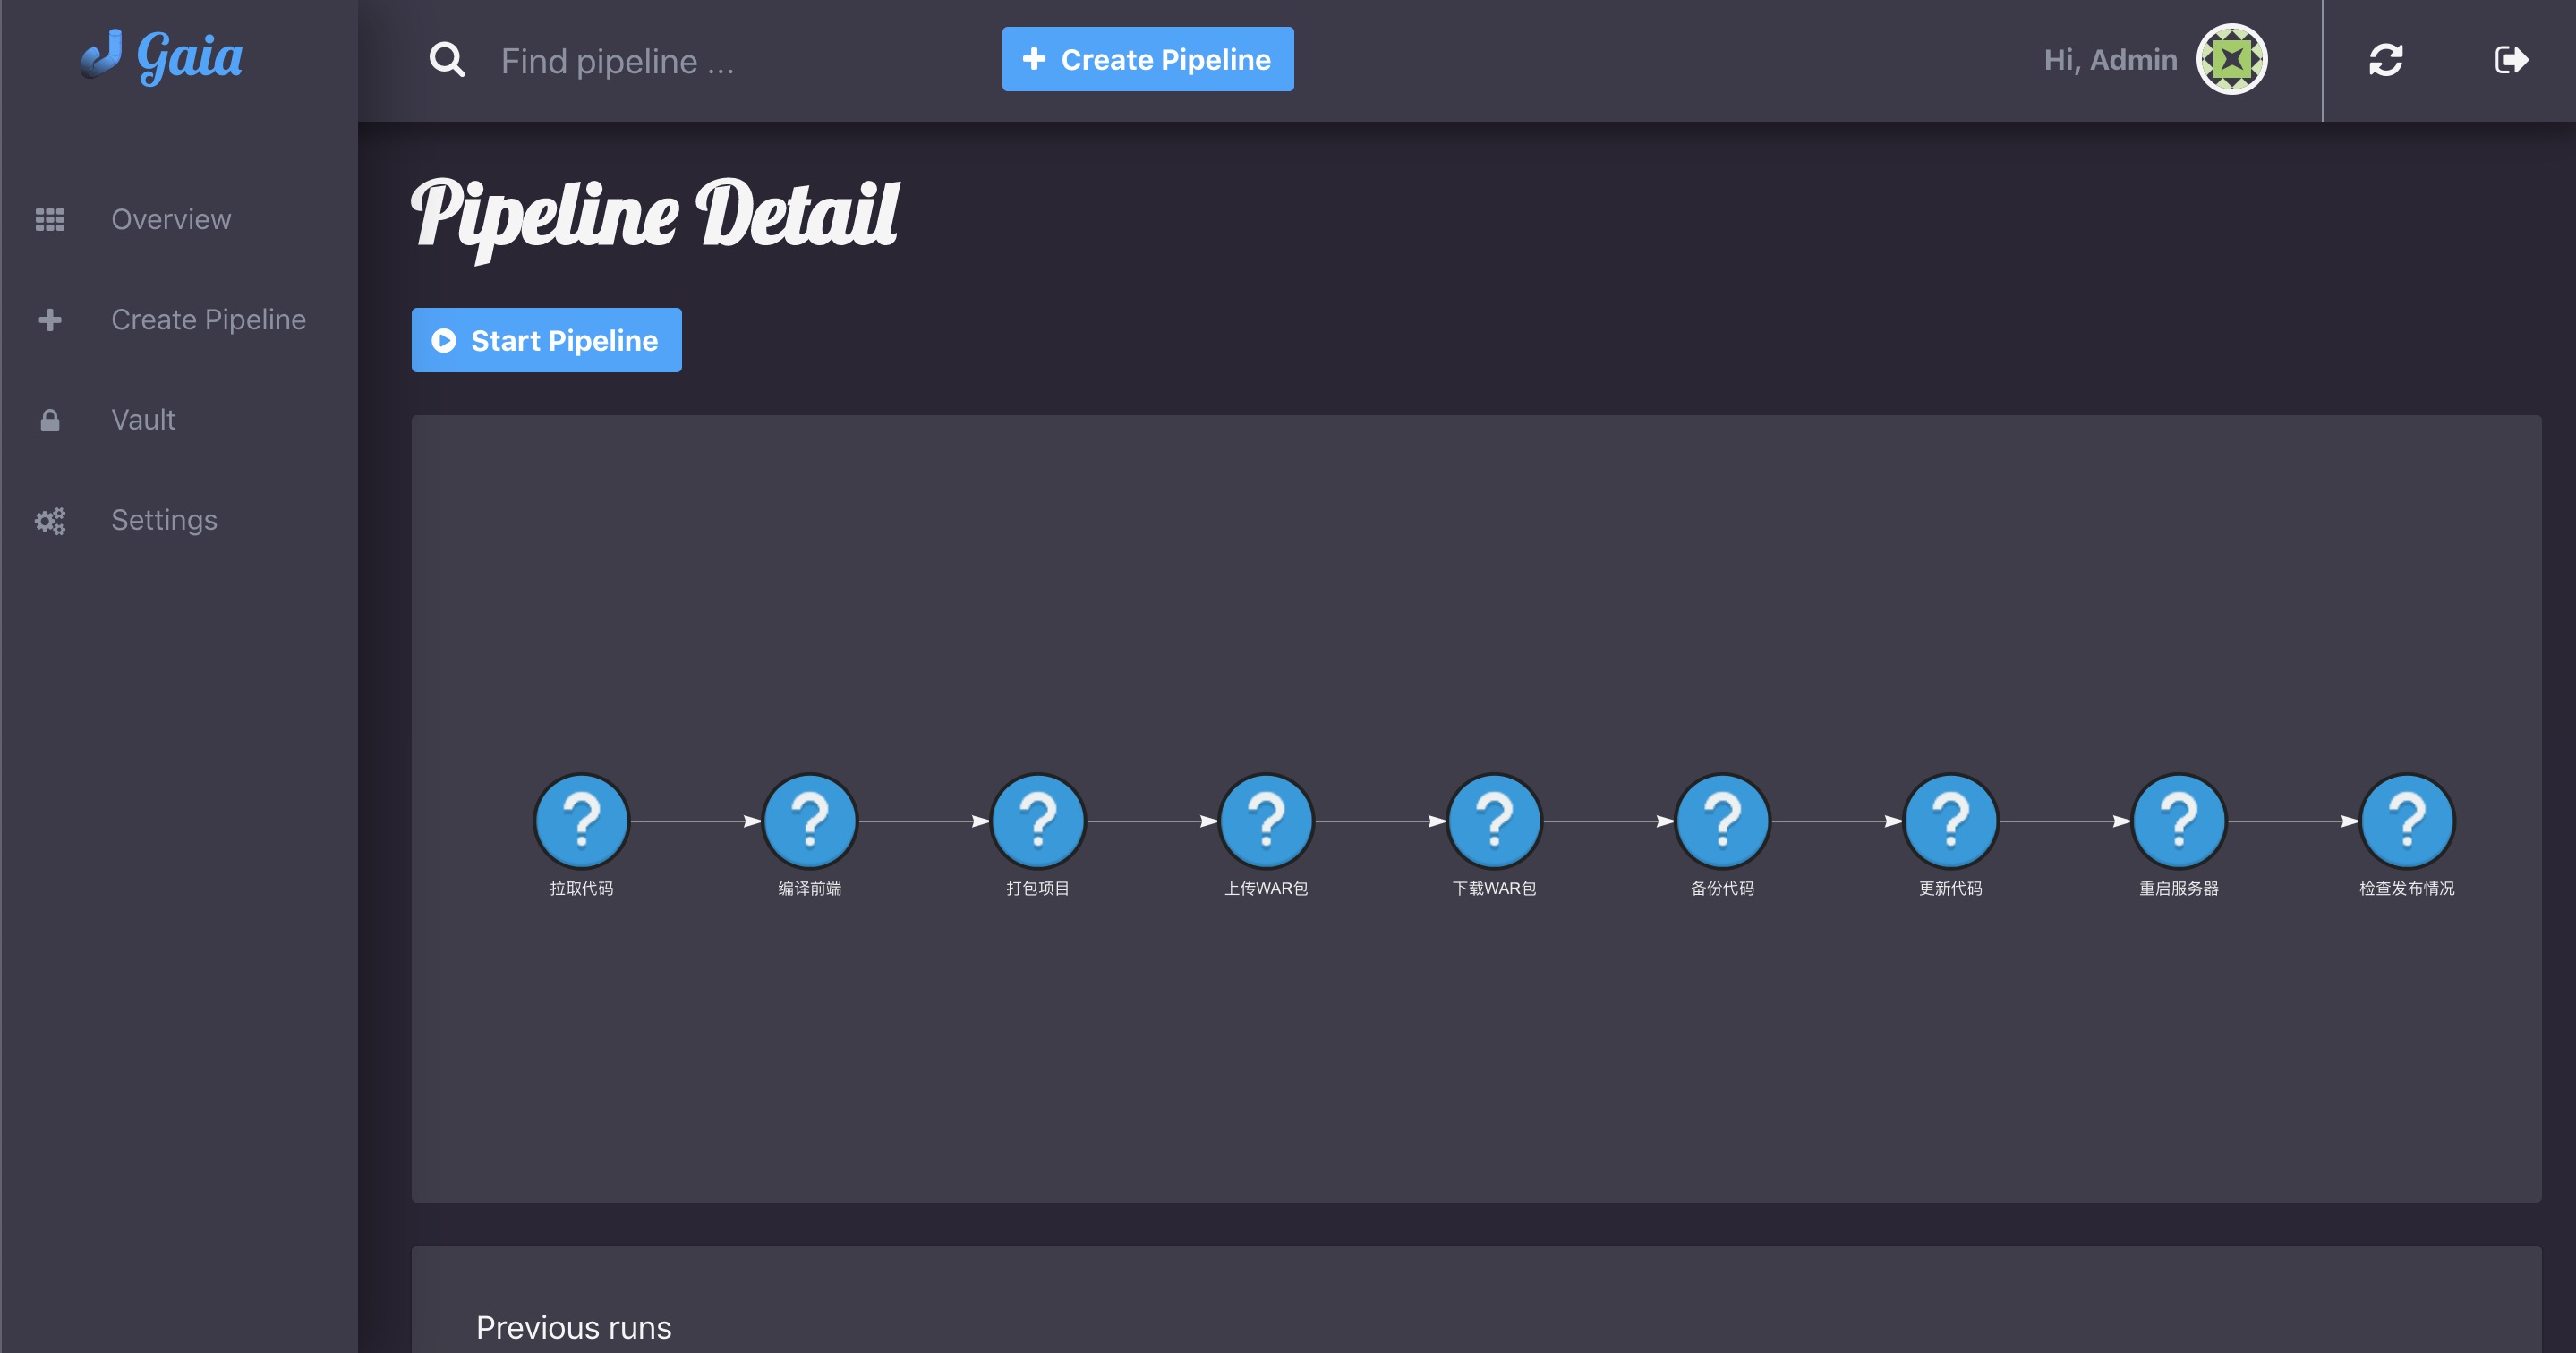 Gaia
Find pipeline ...
Create Pipeline
Hi, Admin
Overview
Create Pipeline
Vault
Settings
Pipeline Detail
Start Pipeline
拉取代码
编译前端
打包项目
上传WAR包
下载WAR包
备份代码
更新代码
重启服务器
检查发布情况
Previous runs